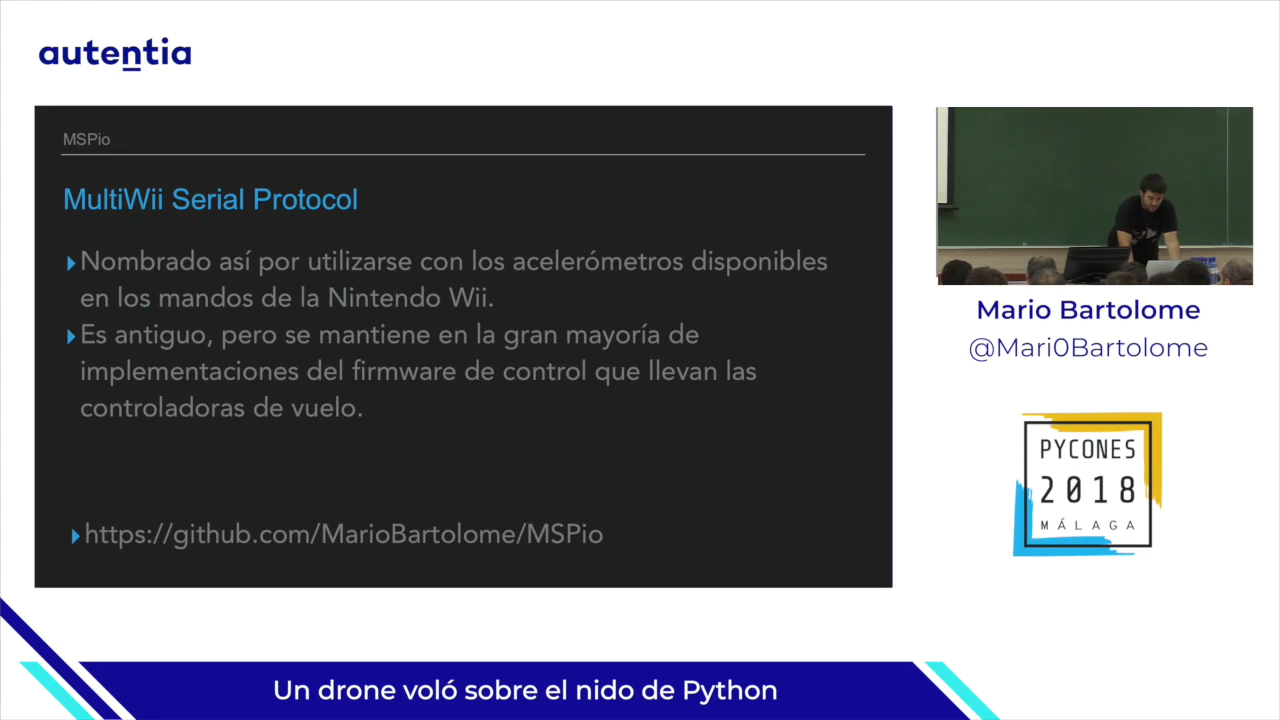 autentia
MSPio
MultiWii Serial Protocol
Nombrado así por utilizarse con los acelerómetros disponibles
en los mandos de la Nintendo Wii.
Es antiguo, pero se mantiene en la gran mayoría de
implementaciones del firmware de control que llevan las
controladoras de vuelo.
https://github.com/MarioBartolome/MSPio
Mario Bartolome
@Mari0Bartolome
PYCONES
2018
MÁLAGA
Un drone voló sobre el nido de Python